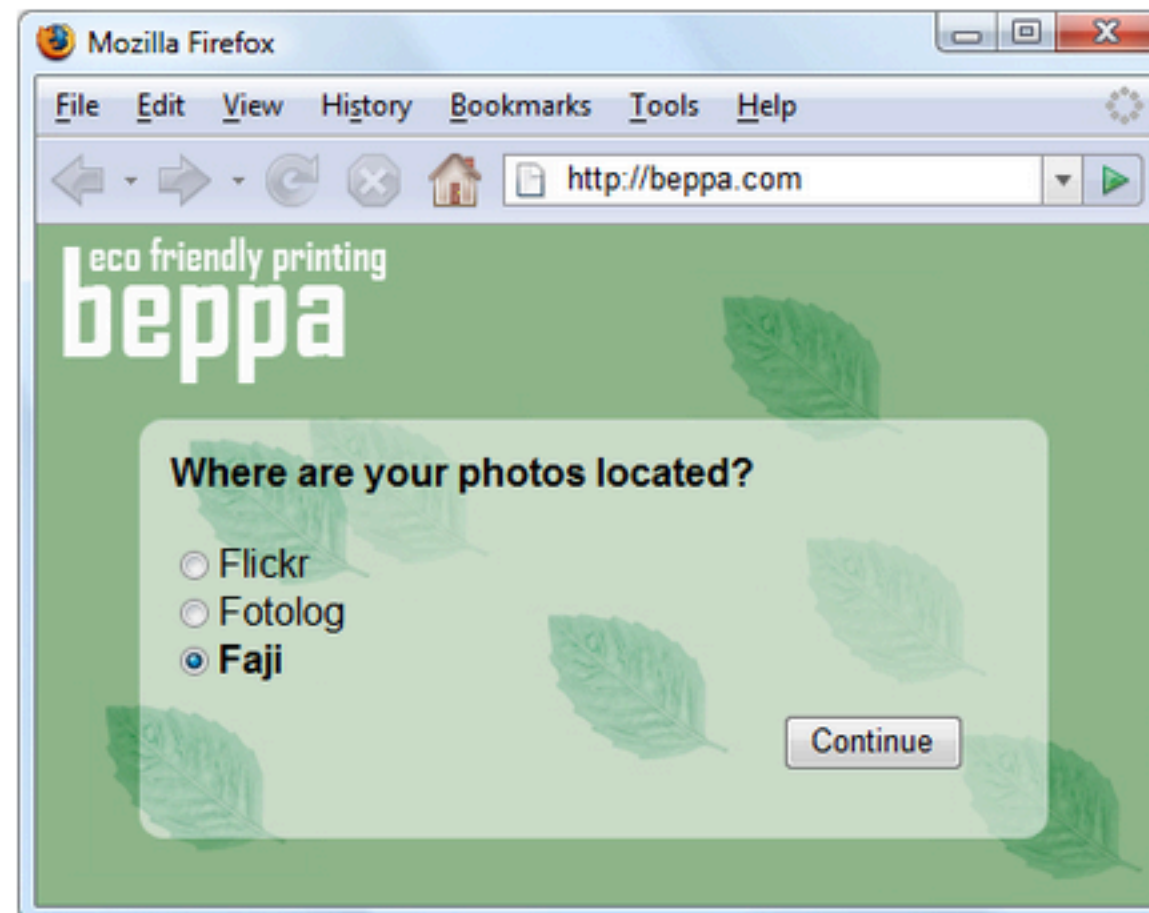 Mozilla Firefox
File Edit View History Bookmarks Tools Help
http://beppa.com
eco friendly printing
beppa
Where are your photos located?
Flickr
Fotolog
Faji
Continue